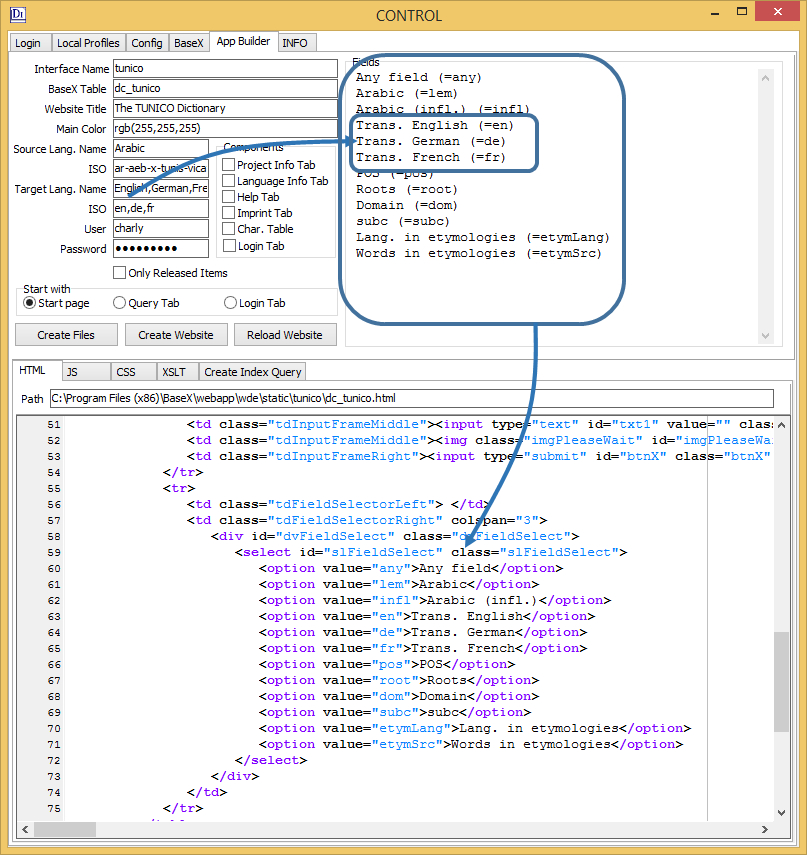 DI CONTROL
Login Local Profiles Config BaseX App Builder INFO
Interface Name tunico
BaseX Table dc_tunico
Website Title The TUNICO Dictionary
Main Color rgb(255,255,255)
Source Lang. Name Arabic
ISO ar-aeb-x-tunis-vica
Target Lang. Name English,German,Fre
ISO en,de,fr
User charly
Password ●●●●●●●●●
Components
Project Info Tab
Language Info Tab
Help Tab
Imprint Tab
Char. Table
Login Tab
Only Released Items
Start with
Start page Query Tab Login Tab
Create Files Create Website Reload Website
Fields
Any field (=any)
Arabic (=lem)
Arabic (infl.) (=infl)
Trans. English (=en)
Trans. German (=de)
Trans. French (=fr)
POS (=pos)
Roots (=root)
Domain (=dom)
subc (=subc)
Lang. in etymologies (=etymLang)
Words in etymologies (=etymSrc)
HTML JS CSS XSLT Create Index Query
Path C:\Program Files (x86)\BaseX\webapp\wde\static\tunico\dc_tunico.html
51 <td class="tdInputFrameMiddle"><input type="text" id="txt1" value="" clas
52 <td class="tdInputFrameMiddle"><img class="imgPleaseWait" id="imgPleaseWai
53 <td class="tdInputFrameRight"><input type="submit" id="btnX" class="btnX"
54 </tr>
55 <tr>
56 <td class="tdFieldSelectorLeft"> </td>
57 <td class="tdFieldSelectorRight" colspan="3">
58 <div id="dvFieldSelect" class="dvFieldSelect">
59 <select id="slFieldSelect" class="slFieldSelect">
60 <option value="any">Any field</option>
61 <option value="lem">Arabic</option>
62 <option value="infl">Arabic (infl.)</option>
63 <option value="en">Trans. English</option>
64 <option value="de">Trans. German</option>
65 <option value="fr">Trans. French</option>
66 <option value="pos">POS</option>
67 <option value="root">Roots</option>
68 <option value="dom">Domain</option>
69 <option value="subc">subc</option>
70 <option value="etymLang">Lang. in etymologies</option>
71 <option value="etymSrc">Words in etymologies</option>
72 </select>
73 </div>
74 </td>
75 </tr>